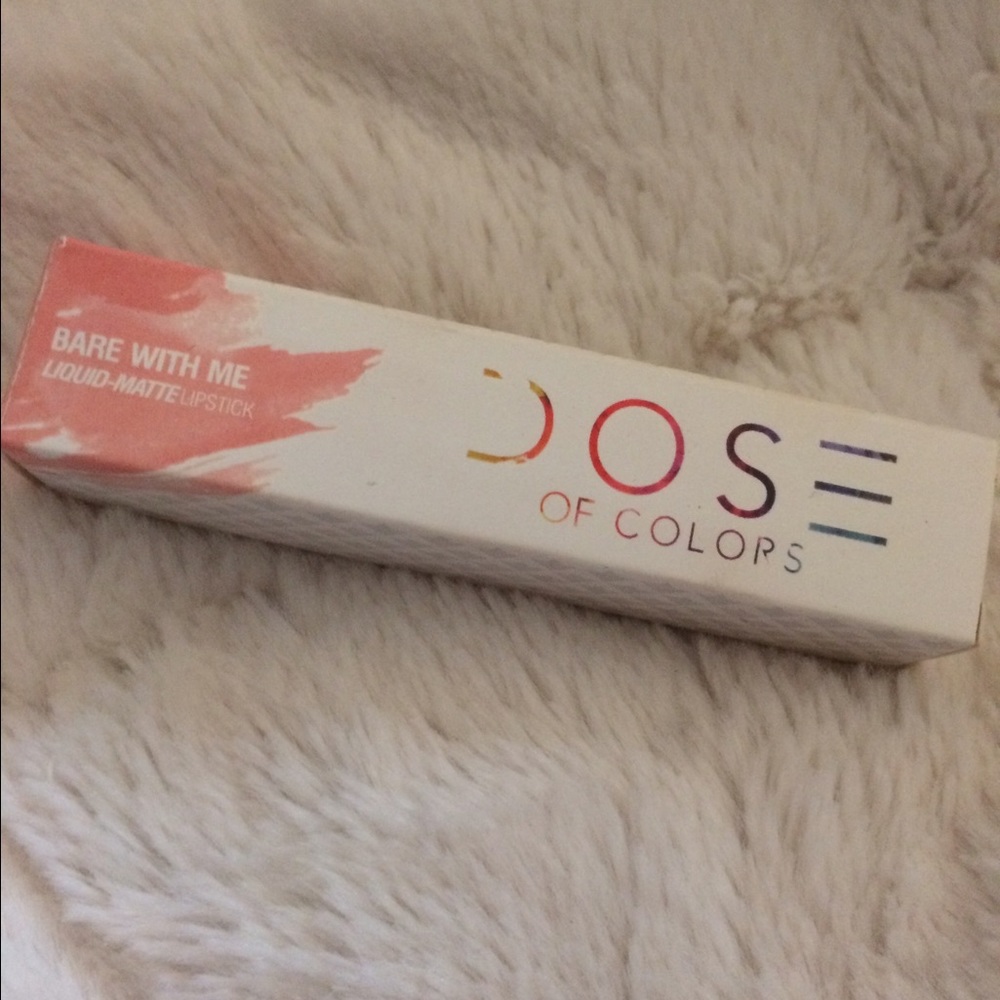 BARE WITH ME
LIQUID-MATTE LIPSTICK
DOSE
OF COLORS